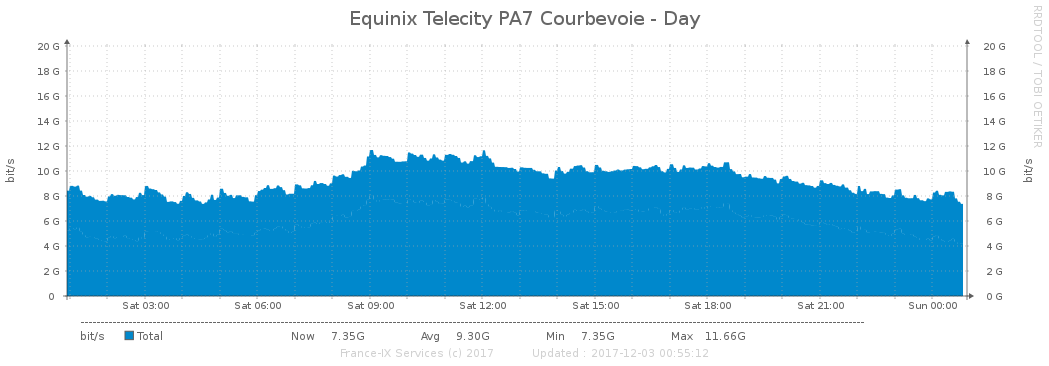 Equinix Telecity PA7 Courbevoie - Day
RRDTOOL / TOBI OETIKER
bit/s
20 G 20 G
18 G 18 G
16 G 16 G
14 G 14 G
12 G 12 G
10 G 10 G
8 G 8 G
6 G 6 G
4 G 4 G
2 G 2 G
0 0 G
bit/s
Sat 03:00 Sat 06:00 Sat 09:00 Sat 12:00 Sat 15:00 Sat 18:00 Sat 21:00 Sun 00:00
bit/s Total Now 7.35G Avg 9.30G Min 7.35G Max 11.66G
France-IX Services (c) 2017 Updated : 2017-12-03 00:55:12